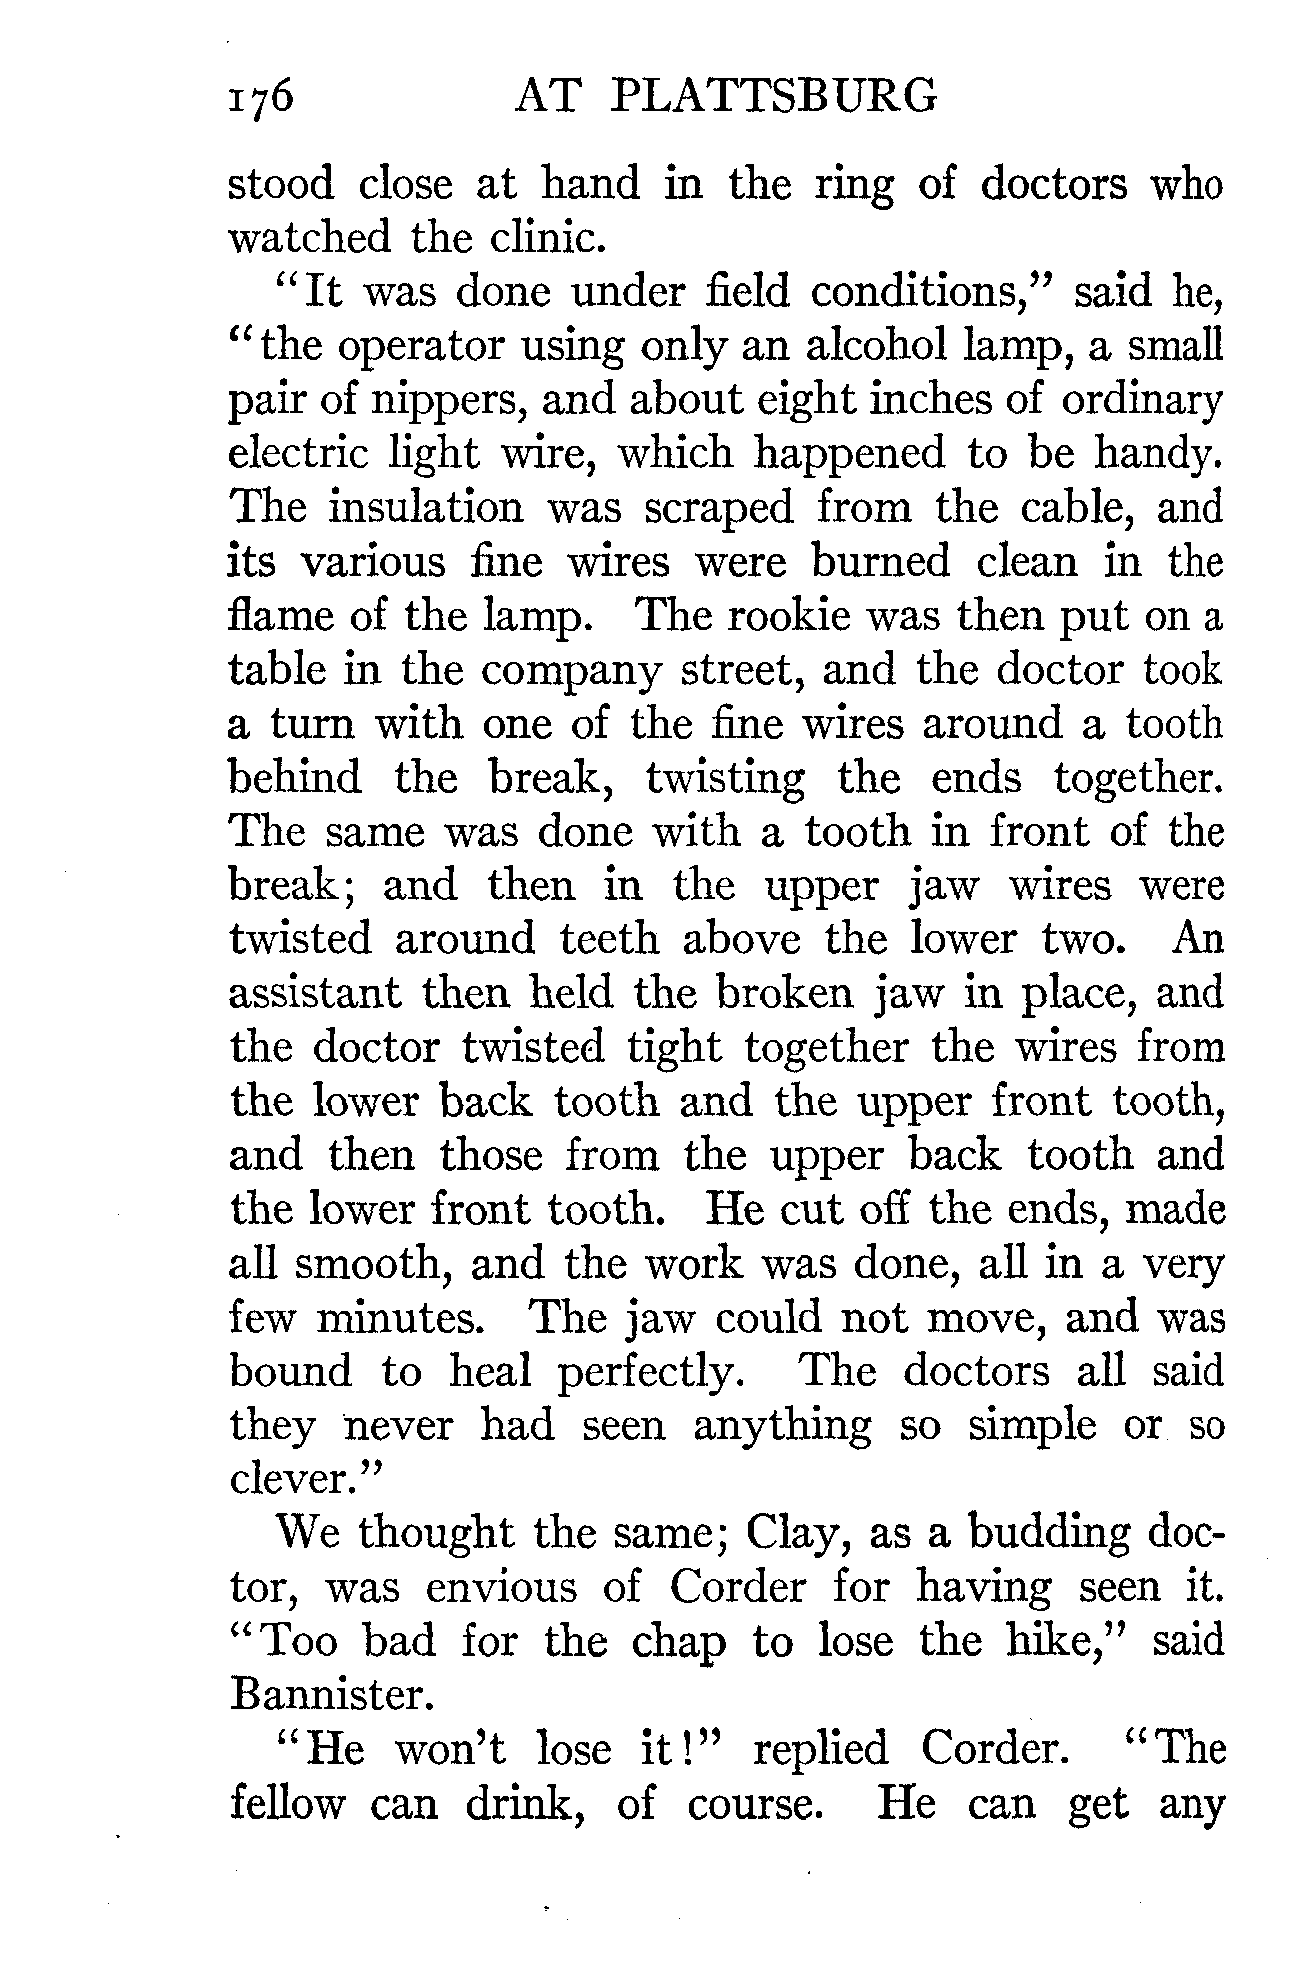 176 AT PLATTSBURG
stood close at hand in the ring of doctors who
watched the clinic.
"It was done under field conditions," said he,
"the operator using only an alcohol lamp, a small
pair of nippers, and about eight inches of ordinary
electric light wire, which happened to be handy.
The insulation was scraped from the cable, and
its various fine wires were burned clean in the
flame of the lamp. The rookie was then put on a
table in the company street, and the doctor took
a turn with one of the fine wires around a tooth
behind the break, twisting the ends together.
The same was done with a tooth in front of the
break; and then in the upper jaw wires were
twisted around teeth above the lower two. An
assistant then held the broken jaw in place, and
the doctor twisted tight together the wires from
the lower back tooth and the upper front tooth,
and then those from the upper back tooth and
the lower front tooth. He cut off the ends, made
all smooth, and the work was done, all in a very
few minutes. The jaw could not move, and was
bound to heal perfectly. The doctors all said
they never had seen anything so simple or so
clever."
We thought the same; Clay, as a budding doc-
tor, was envious of Corder for having seen it.
"Too bad for the chap to lose the hike," said
Bannister.
"He won't lose it!" replied Corder. "The
fellow can drink, of course. He can get any